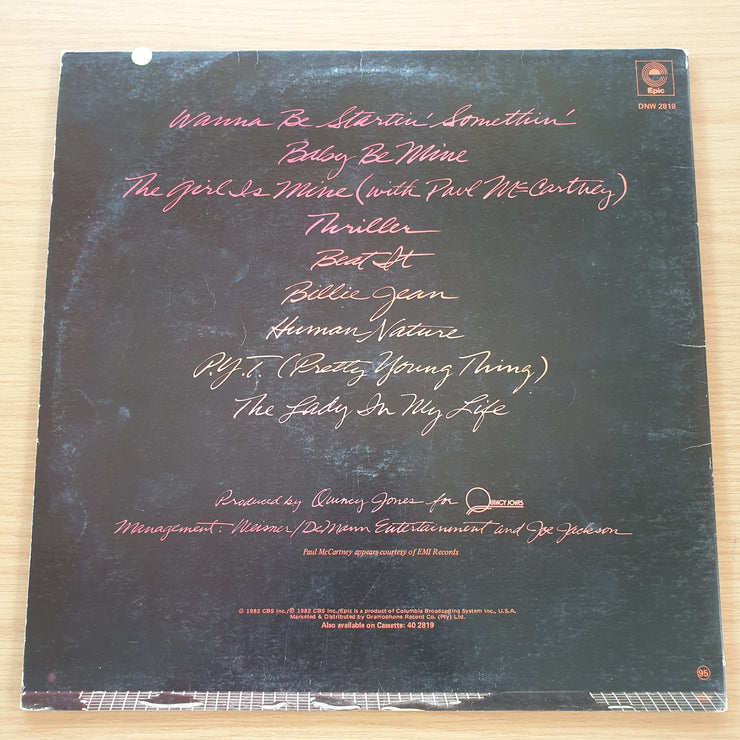 Epic
DNW 2819
Wanna Be Startin' Somethin'
Baby Be Mine
The Girl Is Mine (with Paul McCartney)
Thriller
Beat It
Billie Jean
Human Nature
P.Y.T. (Pretty Young Thing)
The Lady In My Life
Produced by Quincy Jones for QUINCY JONES
Management: Weisner/DeMann Entertainment and Joe Jackson
Paul McCartney appears courtesy of EMI Records
© 1982 CBS Inc./℗ 1982 CBS Inc./Epic is a product of Columbia Broadcasting System Inc., U.S.A.
Marketed & Distributed by Gramophone Record Co. (Pty) Ltd.
Also available on Cassette: 40 2819
95